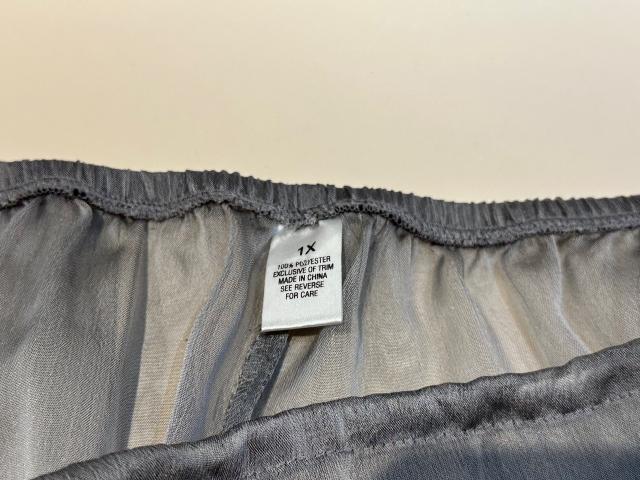 1X
100% POLYESTER
EXCLUSIVE OF TRIM
MADE IN CHINA
SEE REVERSE
FOR CARE